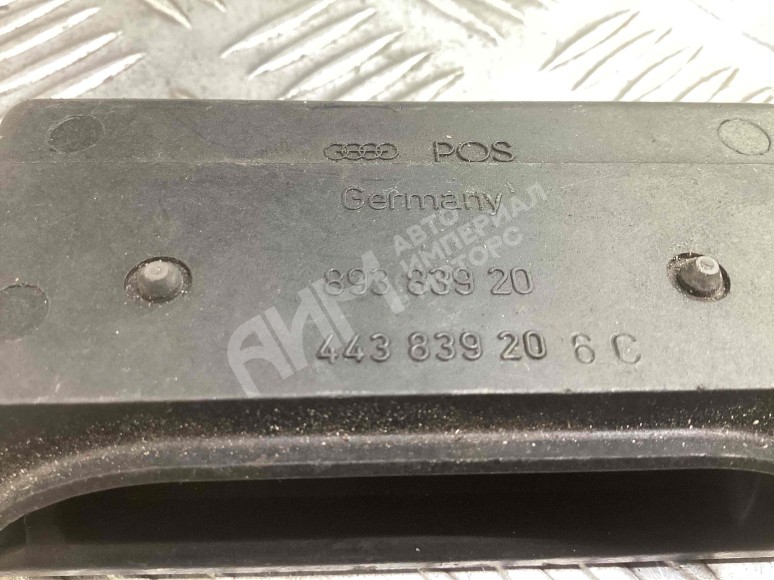 POS
Germany
893 839 20
443 839 20 6 C
АИМ АВТО
ИМПЕРИАЛ
МОТОРС